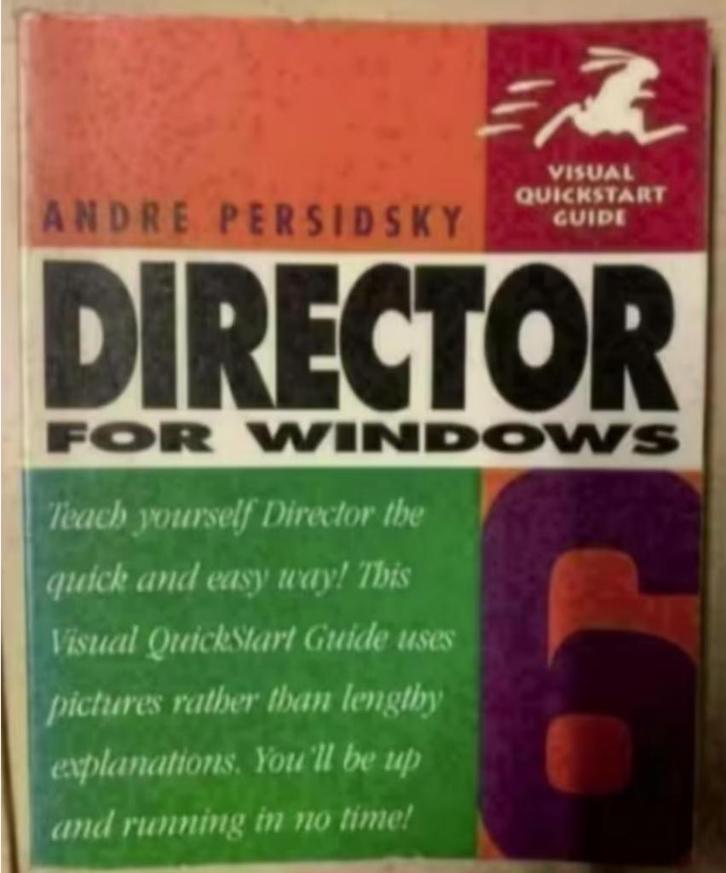 VISUAL
QUICKSTART
GUIDE
ANDRE PERSIDSKY
DIRECTOR
FOR WINDOWS
6
Teach yourself Director the
quick and easy way! This
Visual QuickStart Guide uses
pictures rather than lengthy
explanations. You'll be up
and running in no time!